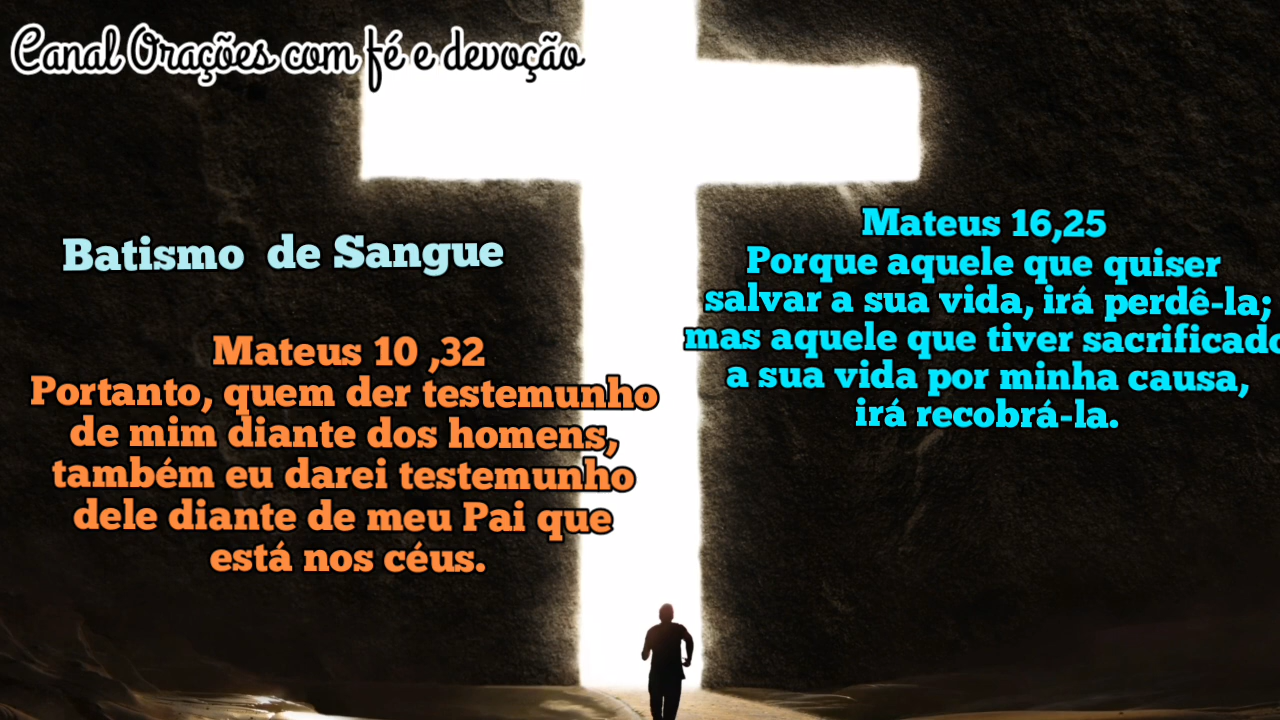 Canal Orações com fé e devoção
Batismo de Sangue
Mateus 10 ,32
Portanto, quem der testemunho
de mim diante dos homens,
também eu darei testemunho
dele diante de meu Pai que
está nos céus.
Mateus 16,25
Porque aquele que quiser
salvar a sua vida, irá perdê-la;
mas aquele que tiver sacrificado
a sua vida por minha causa,
irá recobrá-la.